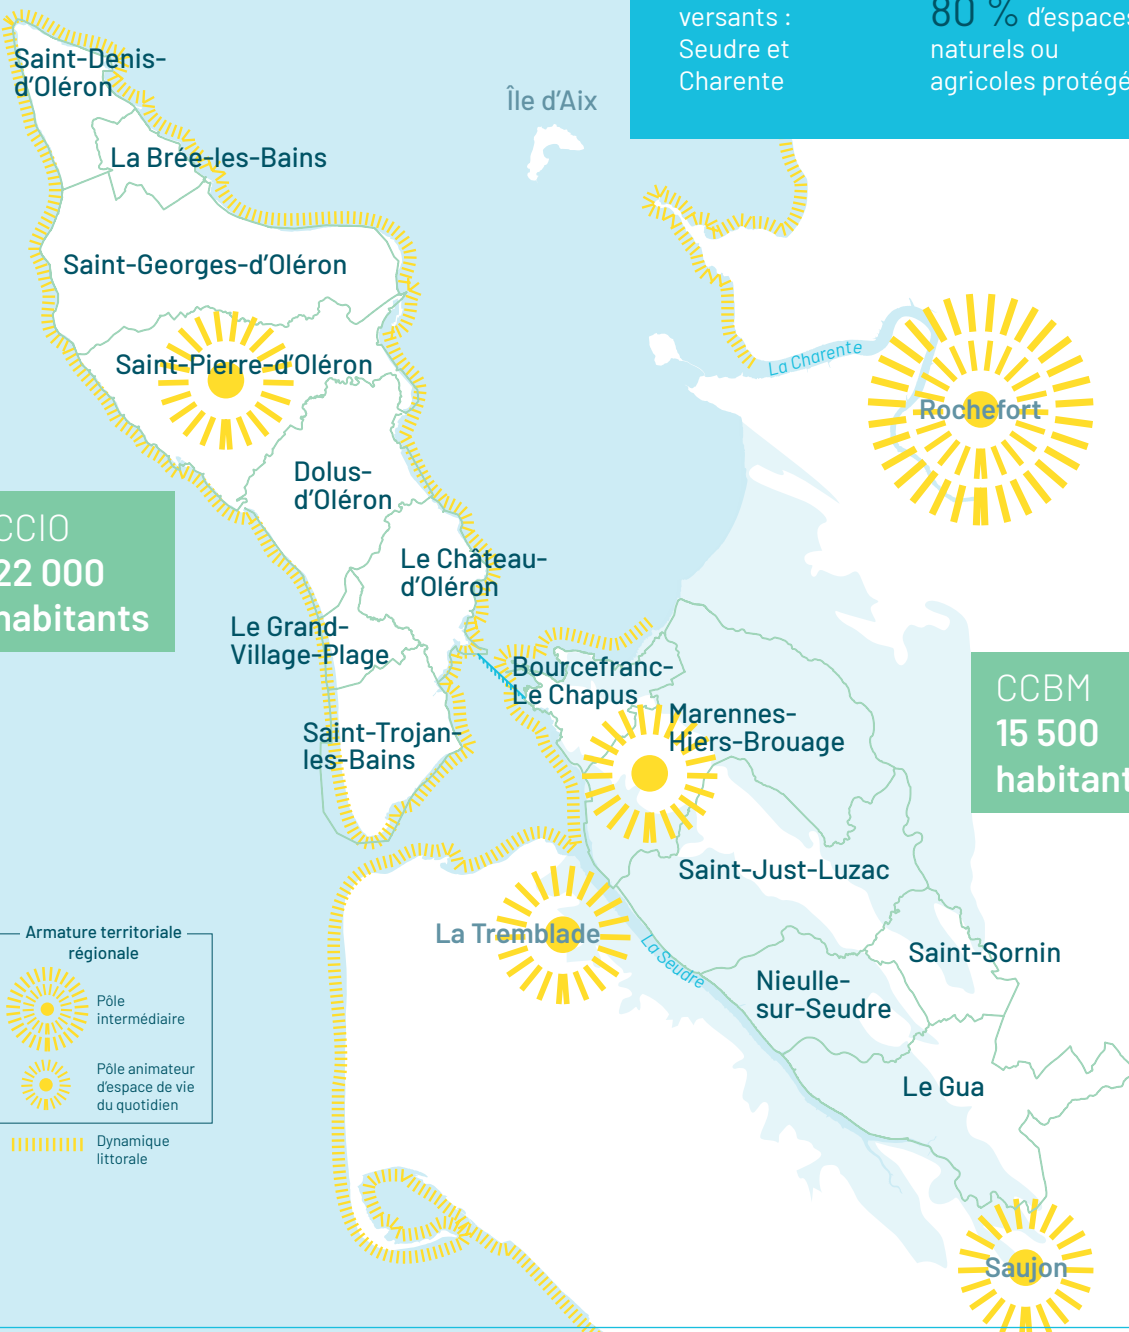 versants :
Seudre et
Charente
80 % d'espaces
naturels ou
agricoles protégé
Saint-Denis-
d'Oléron
Île d'Aix
La Brée-les-Bains
Saint-Georges-d'Oléron
Saint-Pierre-d'Oléron
La Charente
Rochefort
Dolus-
d'Oléron
CCIO
22 000
habitants
Le Château-
d'Oléron
Le Grand-
Village-Plage
Bourcefranc-
Le Chapus
Marennes-
Hiers-Brouage
CCBM
15 500
habitant
Saint-Trojan-
les-Bains
Saint-Just-Luzac
La Tremblade
La Seudre
Saint-Sornin
Nieulle-
sur-Seudre
Le Gua
Saujon
Armature territoriale
régionale
Pôle
intermédiaire
Pôle animateur
d'espace de vie
du quotidien
Dynamique
littorale